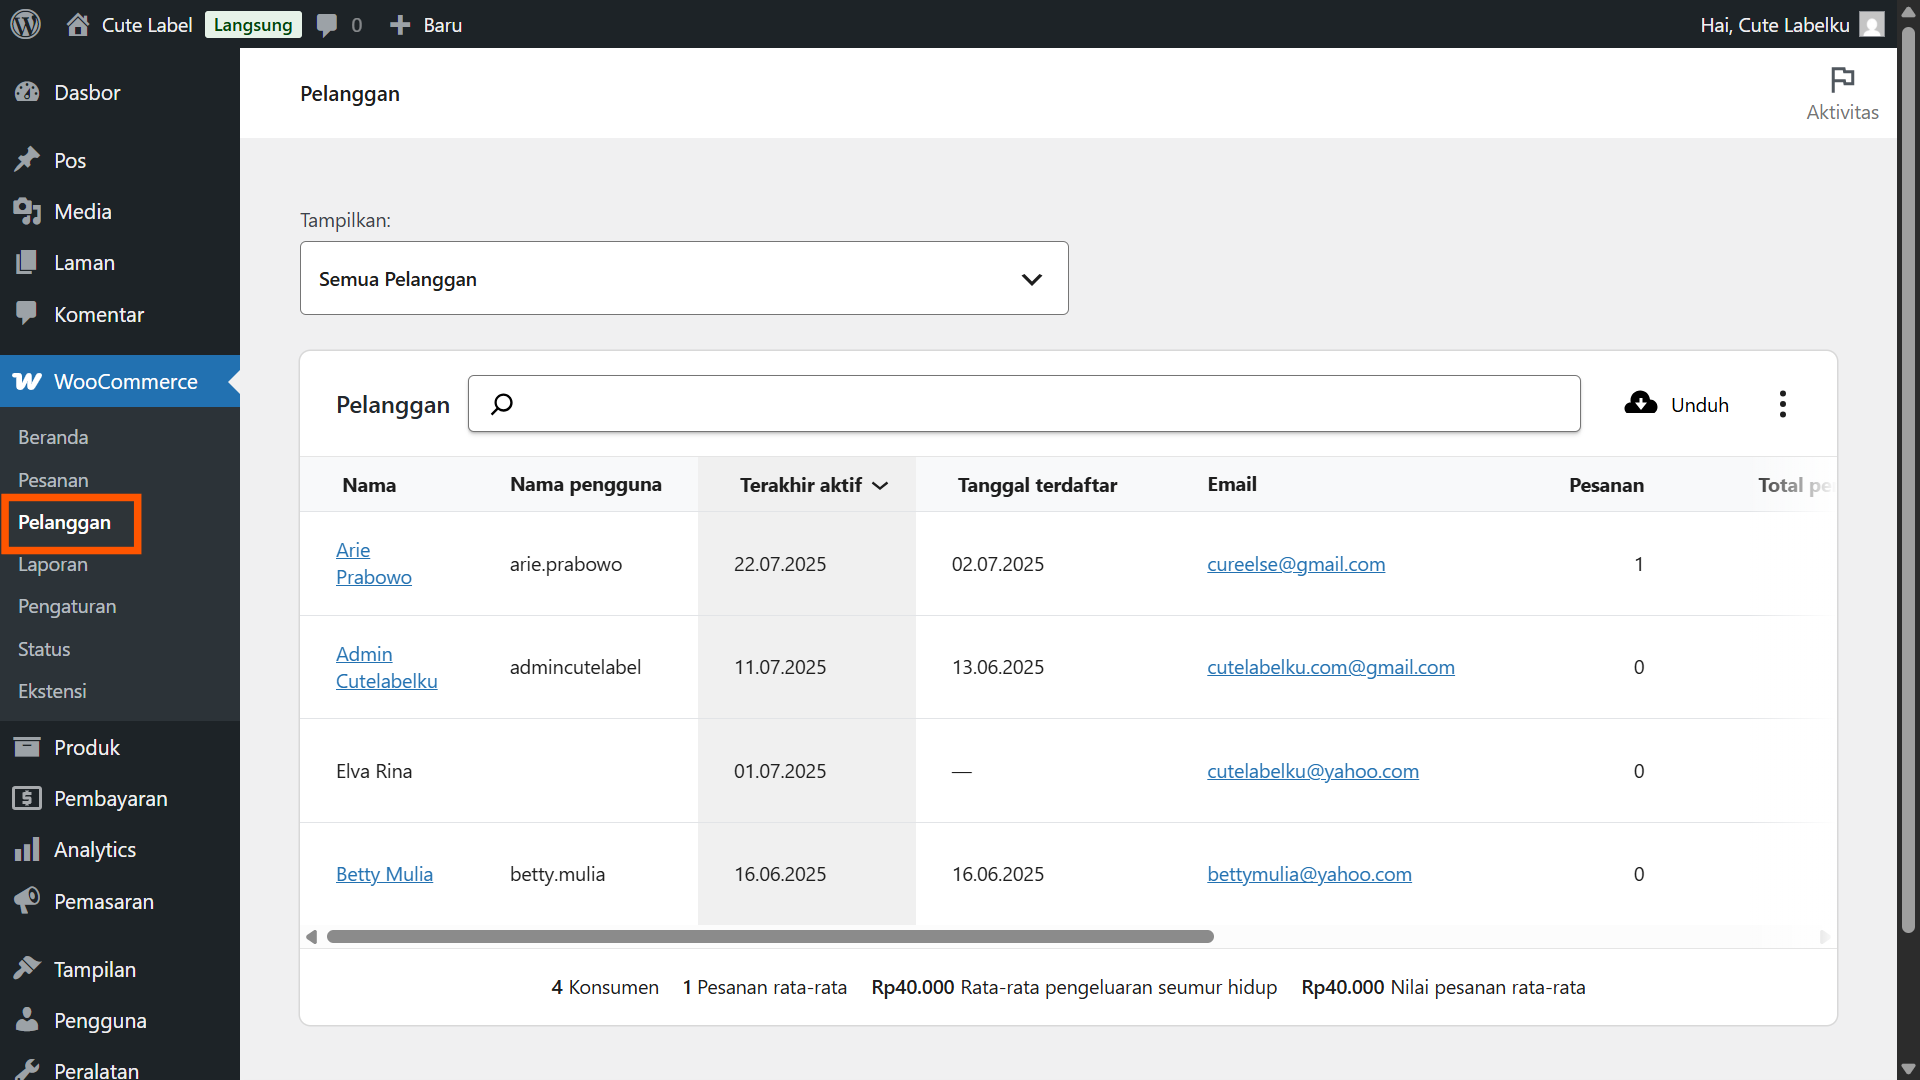 Cute Label Langsung 0 Baru
Hai, Cute Labelku
Dasbor
Pos
Media
Laman
Komentar
WooCommerce
Beranda
Pesanan
Pelanggan
Laporan
Pengaturan
Status
Ekstensi
Produk
Pembayaran
Analytics
Pemasaran
Tampilan
Pengguna
Peralatan
Pelanggan
Aktivitas
Tampilkan:
Semua Pelanggan
Pelanggan
Unduh
Nama Nama pengguna Terakhir aktif Tanggal terdaftar Email Pesanan Total pe
Arie
Prabowo
arie.prabowo 22.07.2025 02.07.2025 cureelse@gmail.com 1
Admin
Cutelabelku
admincutelabel 11.07.2025 13.06.2025 cutelabelku.com@gmail.com 0
Elva Rina 01.07.2025 — cutelabelku@yahoo.com 0
Betty Mulia betty.mulia 16.06.2025 16.06.2025 bettymulia@yahoo.com 0
4 Konsumen 1 Pesanan rata-rata Rp40.000 Rata-rata pengeluaran seumur hidup Rp40.000 Nilai pesanan rata-rata